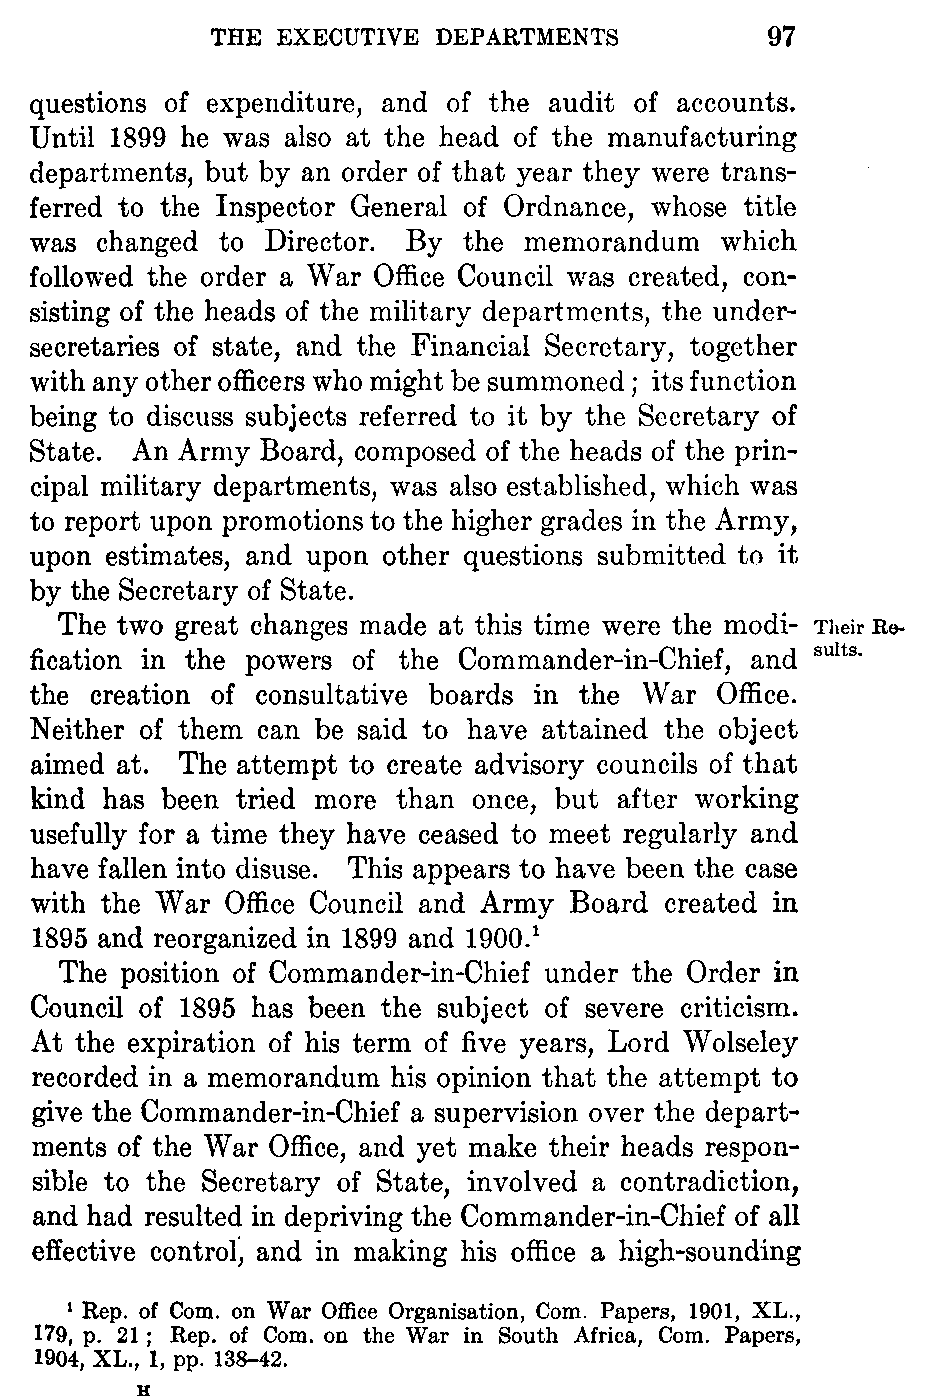 THE EXECUTIVE DEPARTMENTS 97
questions of expenditure, and of the audit of accounts.
Until 1899 he was also at the head of the manufacturing
departments, but by an order of that year they were trans-
ferred to the Inspector General of Ordnance, whose title
was changed to Director. By the memorandum which
followed the order a War Office Council was created, con-
sisting of the heads of the military departments, the under-
secretaries of state, and the Financial Secretary, together
with any other officers who might be summoned; its function
being to discuss subjects referred to it by the Secretary of
State. An Army Board, composed of the heads of the prin-
cipal military departments, was also established, which was
to report upon promotions to the higher grades in the Army,
upon estimates, and upon other questions submitted to it
by the Secretary of State.
The two great changes made at this time were the modi-
fication in the powers of the Commander-in-Chief, and
the creation of consultative boards in the War Office.
Neither of them can be said to have attained the object
aimed at. The attempt to create advisory councils of that
kind has been tried more than once, but after working
usefully for a time they have ceased to meet regularly and
have fallen into disuse. This appears to have been the case
with the War Office Council and Army Board created in
1895 and reorganized in 1899 and 1900.¹
Their Re-
sults.
The position of Commander-in-Chief under the Order in
Council of 1895 has been the subject of severe criticism.
At the expiration of his term of five years, Lord Wolseley
recorded in a memorandum his opinion that the attempt to
give the Commander-in-Chief a supervision over the depart-
ments of the War Office, and yet make their heads respon-
sible to the Secretary of State, involved a contradiction,
and had resulted in depriving the Commander-in-Chief of all
effective control, and in making his office a high-sounding
¹ Rep. of Com. on War Office Organisation, Com. Papers, 1901, XL.,
179, p. 21; Rep. of Com. on the War in South Africa, Com. Papers,
1904, XL., 1, pp. 138–42.
H